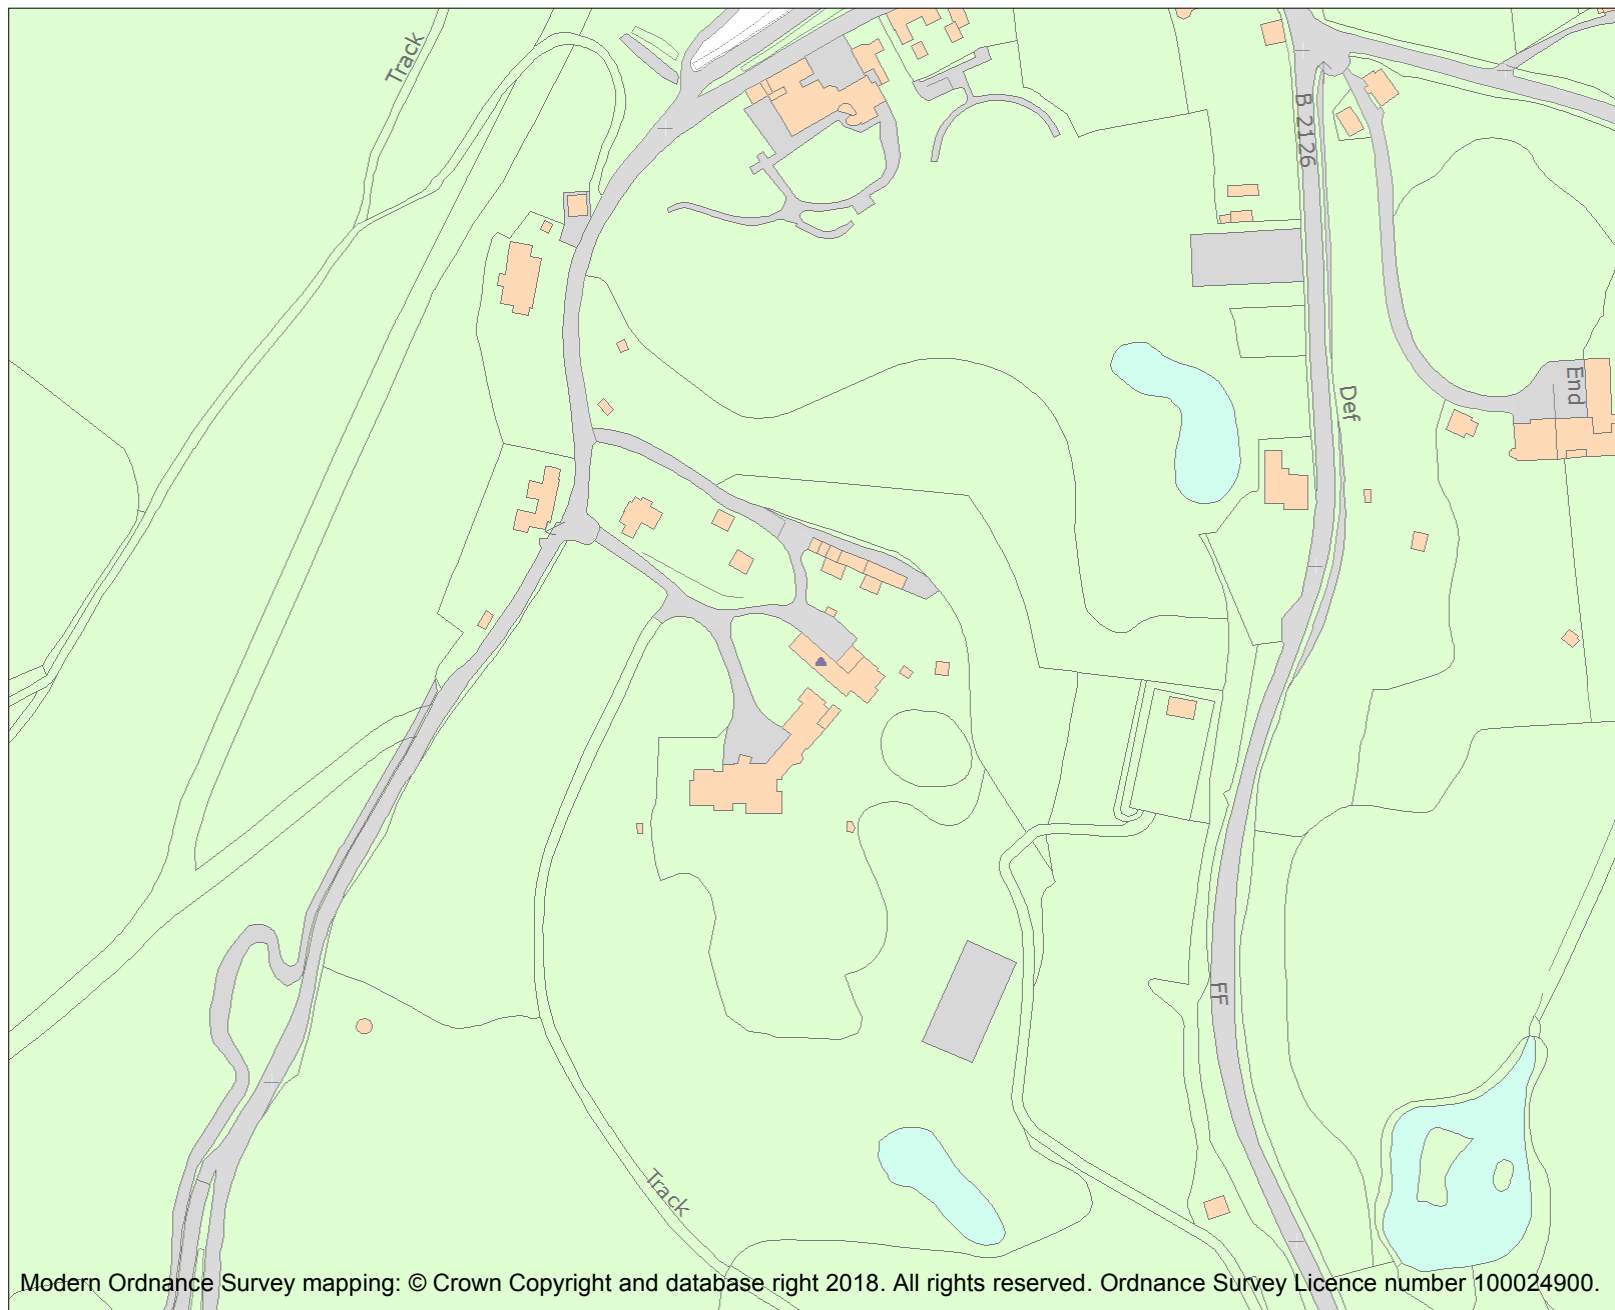 Track
B 2126
End
Def
FF
Track
Modern Ordnance Survey mapping: © Crown Copyright and database right 2018. All rights reserved. Ordnance Survey Licence number 100024900.